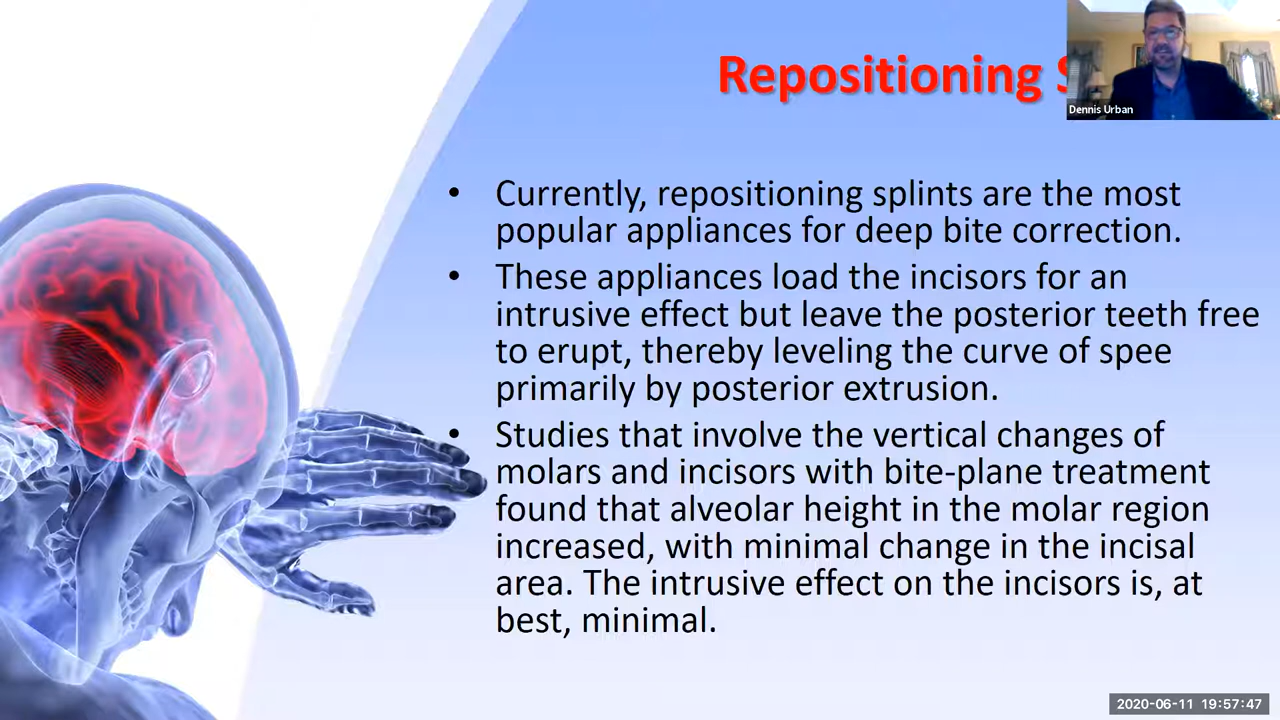 Repositioning
Dennis Urban
• Currently, repositioning splints are the most
popular appliances for deep bite correction.
• These appliances load the incisors for an
intrusive effect but leave the posterior teeth free
to erupt, thereby leveling the curve of spee
primarily by posterior extrusion.
• Studies that involve the vertical changes of
molars and incisors with bite-plane treatment
found that alveolar height in the molar region
increased, with minimal change in the incisal
area. The intrusive effect on the incisors is, at
best, minimal.
2020-06-11 19:57:47